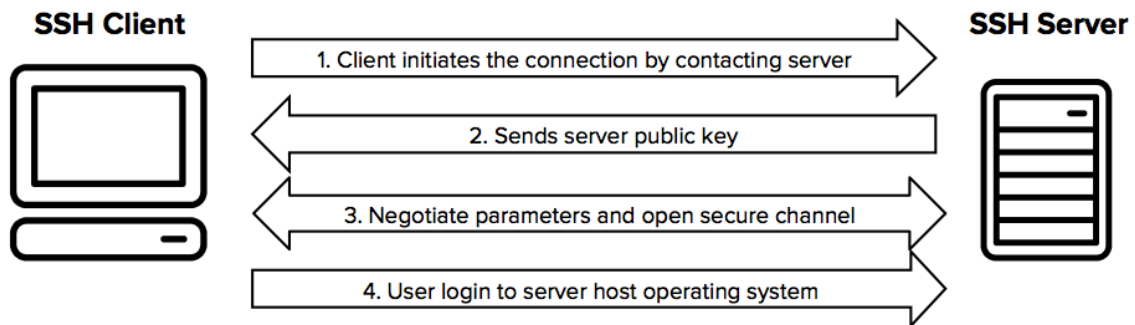 SSH Client
SSH Server
1. Client initiates the connection by contacting server
2. Sends server public key
3. Negotiate parameters and open secure channel
4. User login to server host operating system